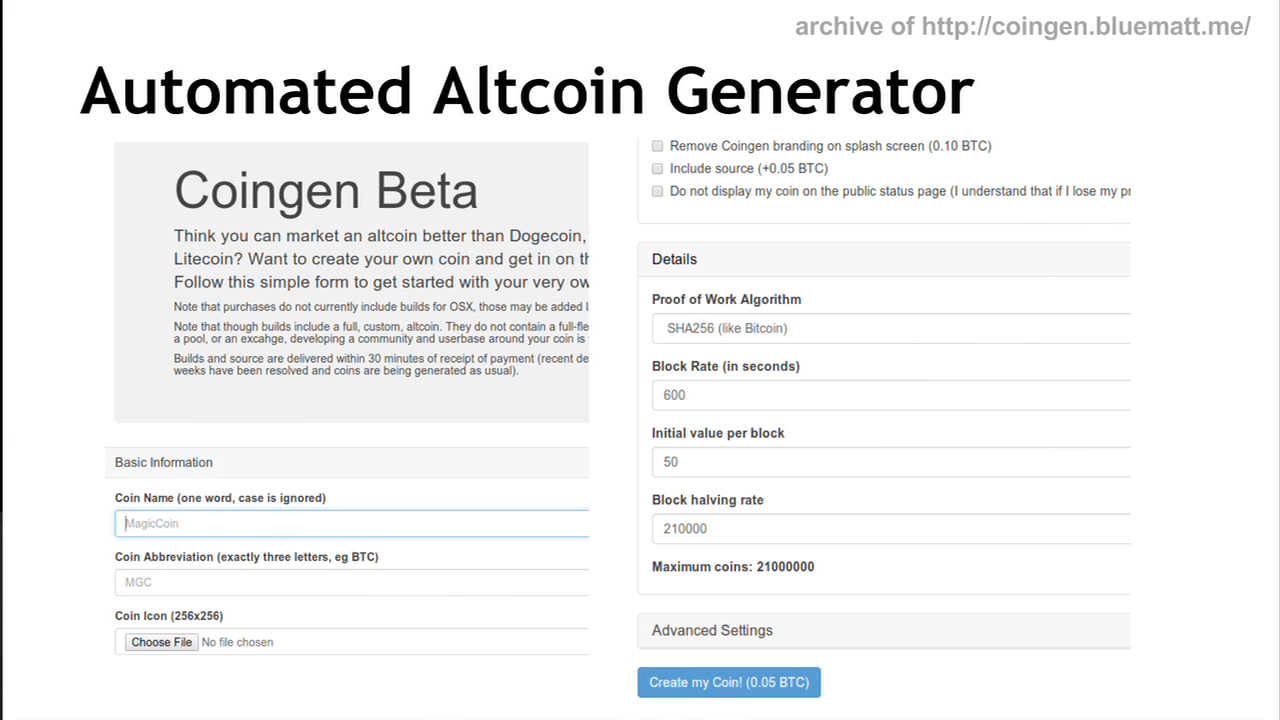 archive of http://coingen.bluematt.me/
Automated Altcoin Generator
Coingen Beta
Think you can market an altcoin better than Dogecoin,
Litecoin? Want to create your own coin and get in on
Follow this simple form to get started with your very
Note that purchases do not currently include builds for OSX, those may be added
Note that though builds include a full, custom, altcoin. They do not contain a
a pool, or an excahge, developing a community and userbase around your coin is
Builds and source are delivered within 30 minutes of receipt of payment (recent
weeks have been resolved and coins are being generated as usual).
Basic Information
Coin Name (one word, case is ignored)
MagicCoin
Coin Abbreviation (exactly three letters, eg BTC)
MGC
Coin Icon (256x256)
Choose File No file chosen
Remove Coingen branding on splash screen (0.10 BTC)
Include source (+0.05 BTC)
Do not display my coin on the public status page (I understand that if I lose my
Details
Proof of Work Algorithm
SHA256 (like Bitcoin)
Block Rate (in seconds)
600
Initial value per block
50
Block halving rate
210000
Maximum coins: 21000000
Advanced Settings
Create my Coin! (0.05 BTC)